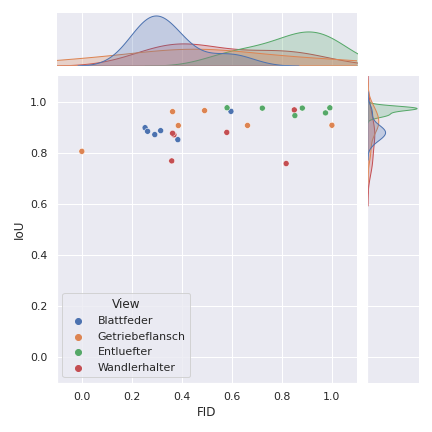 1.0
0.8
0.6
0.4
0.2
0.0
IoU
View
Blattfeder
Getriebeflansch
Entluefter
Wandlerhalter
0.0 0.2 0.4 0.6 0.8 1.0
FID